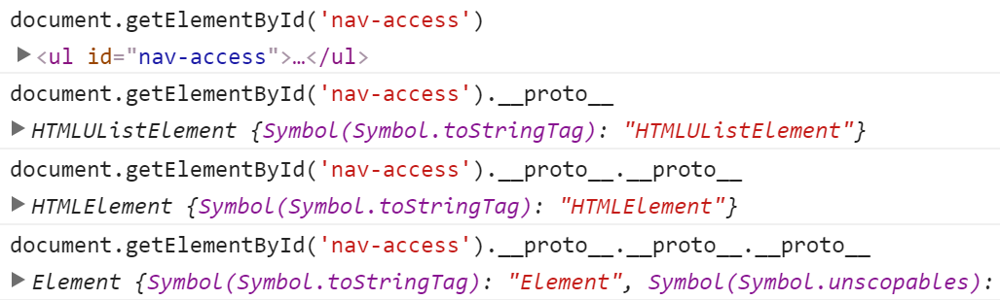 document.getElementById('nav-access')
<ul id="nav-access">…</ul>
document.getElementById('nav-access').__proto__
HTMLUListElement {Symbol(Symbol.toStringTag): "HTMLUListElement"}
document.getElementById('nav-access').__proto__.__proto__
HTMLElement {Symbol(Symbol.toStringTag): "HTMLElement"}
document.getElementById('nav-access').__proto__.__proto__.__proto__
Element {Symbol(Symbol.toStringTag): "Element", Symbol(Symbol.unscopables):